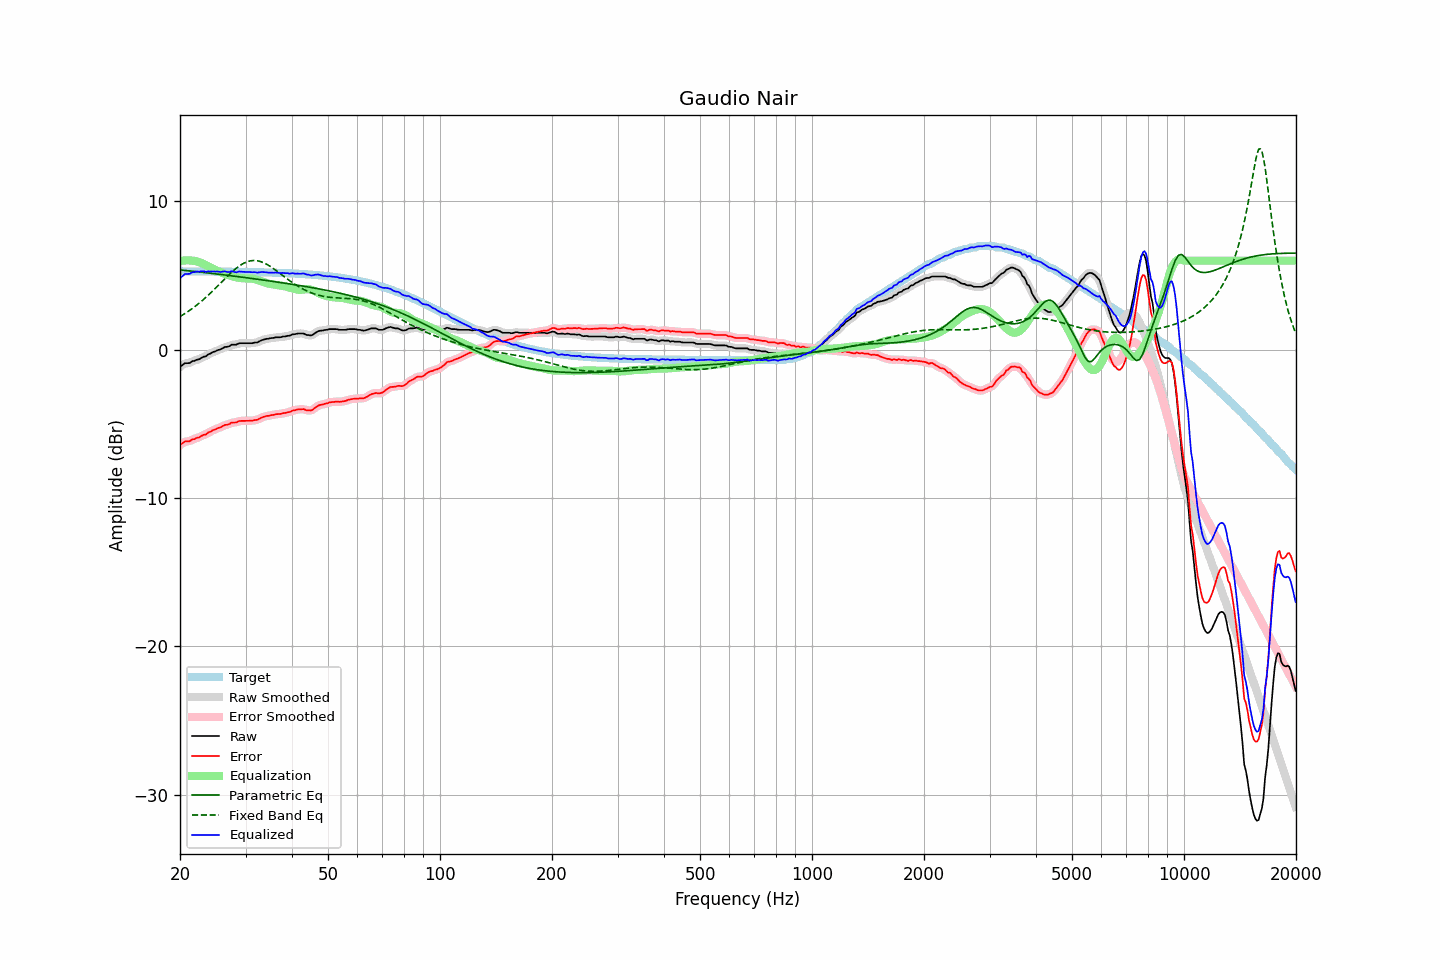 Gaudio Nair
10
0
−10
−20
−30
Amplitude (dBr)
Target
Raw Smoothed
Error Smoothed
Raw
Error
Equalization
Parametric Eq
Fixed Band Eq
Equalized
20 50 100 200 500 1000 2000 5000 10000 20000
Frequency (Hz)